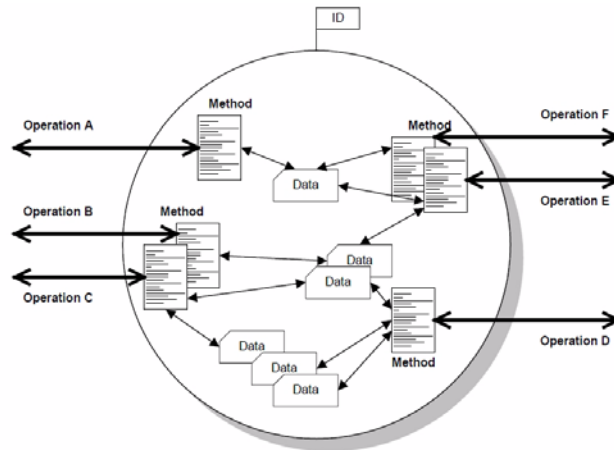 ID
Method
Operation A
Operation F
Method
Data
Operation E
Operation B
Method
Operation C
Data
Data
Data
Data
Data
Method
Operation D